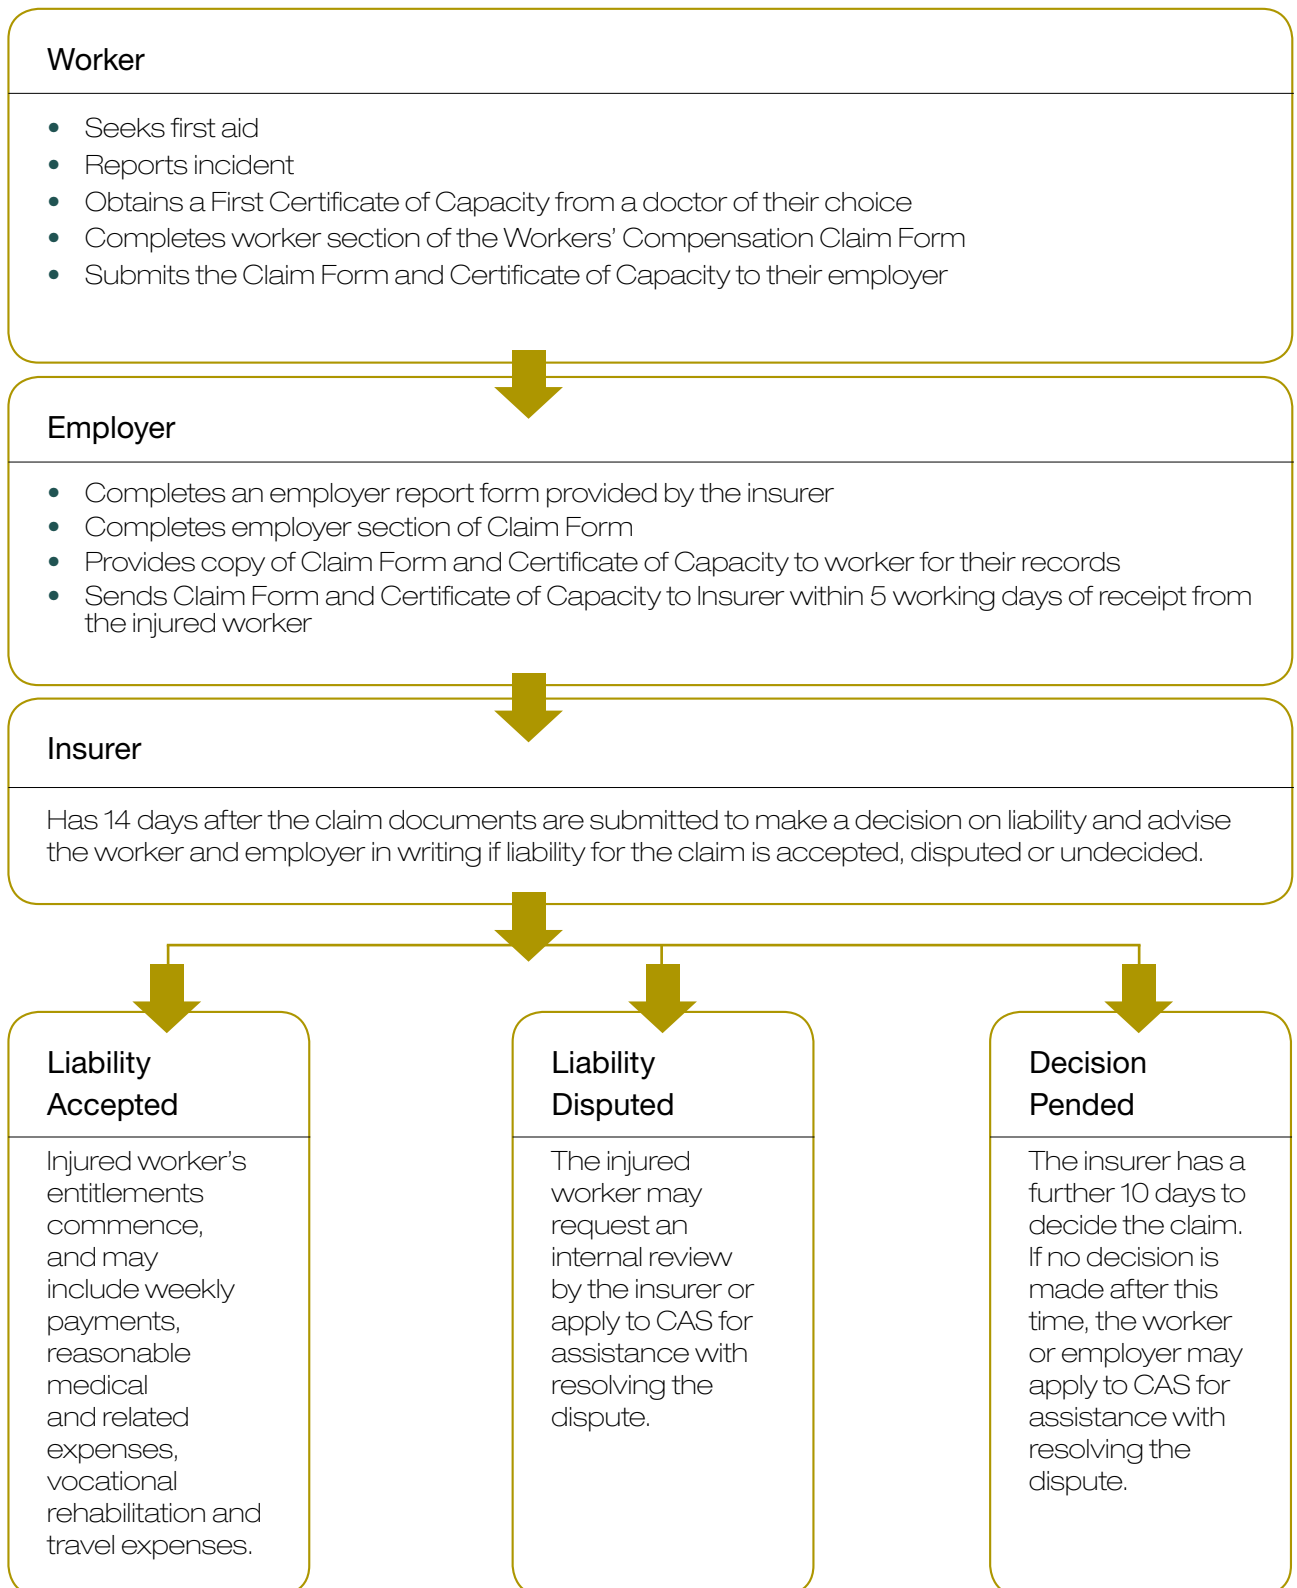 Worker
• Seeks first aid
• Reports incident
• Obtains a First Certificate of Capacity from a doctor of their choice
• Completes worker section of the Workers’ Compensation Claim Form
• Submits the Claim Form and Certificate of Capacity to their employer
Employer
• Completes an employer report form provided by the insurer
• Completes employer section of Claim Form
• Provides copy of Claim Form and Certificate of Capacity to worker for their records
• Sends Claim Form and Certificate of Capacity to Insurer within 5 working days of receipt from
the injured worker
Insurer
Has 14 days after the claim documents are submitted to make a decision on liability and advise
the worker and employer in writing if liability for the claim is accepted, disputed or undecided.
Liability
Accepted
Injured worker’s
entitlements
commence,
and may
include weekly
payments,
reasonable
medical
and related
expenses,
vocational
rehabilitation and
travel expenses.
Liability
Disputed
The injured
worker may
request an
internal review
by the insurer or
apply to CAS for
assistance with
resolving the
dispute.
Decision
Pended
The insurer has a
further 10 days to
decide the claim.
If no decision is
made after this
time, the worker
or employer may
apply to CAS for
assistance with
resolving the
dispute.